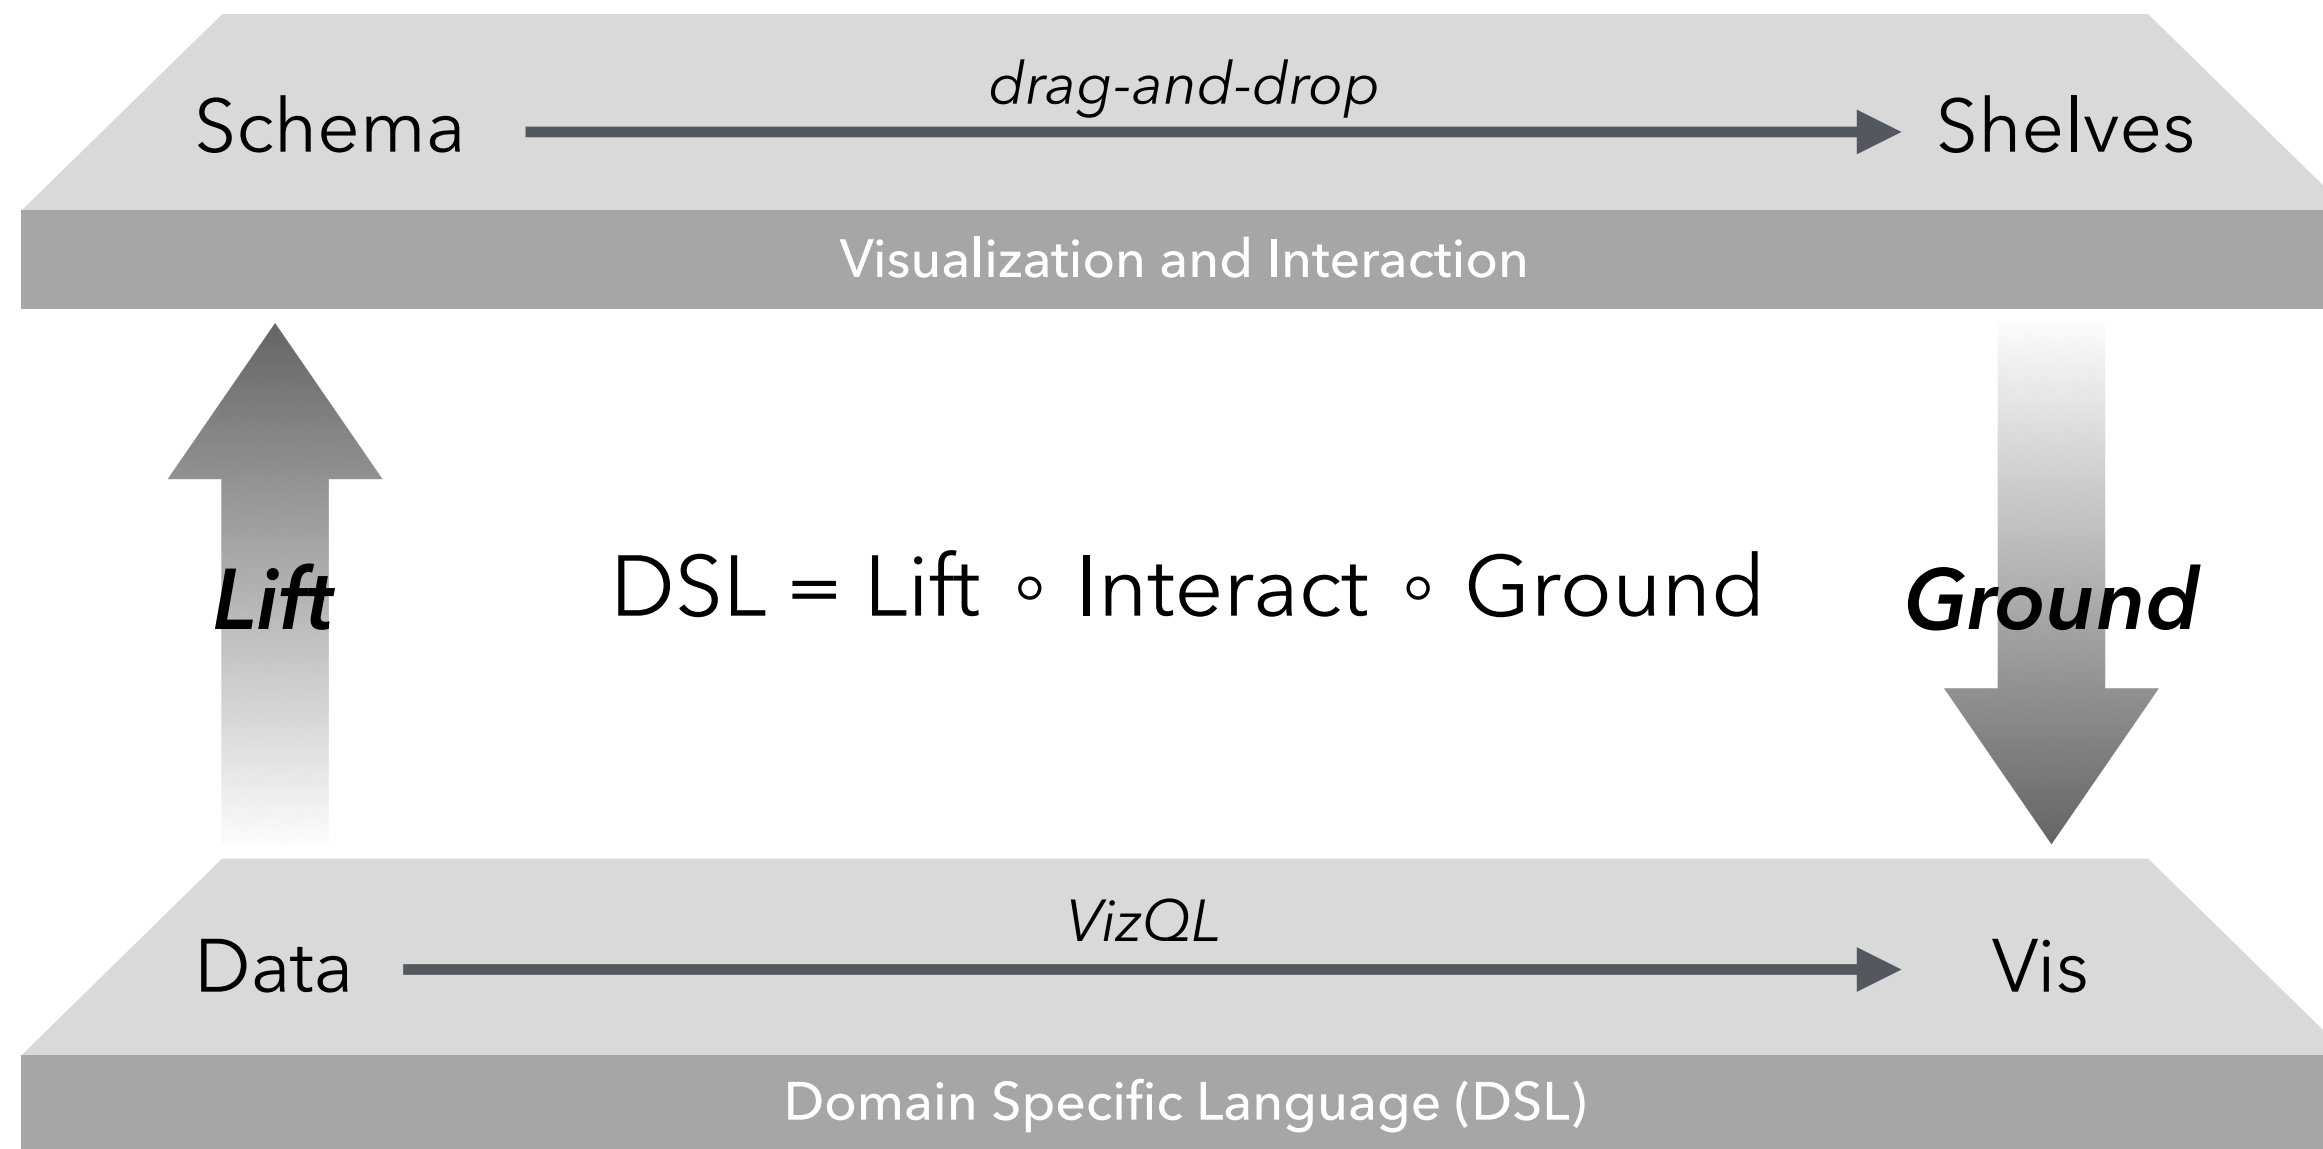 drag-and-drop
Schema
Shelves
Visualization and Interaction
Lift
DSL = Lift ∘ Interact ∘ Ground
Ground
VizQL
Data
Vis
Domain Specific Language (DSL)